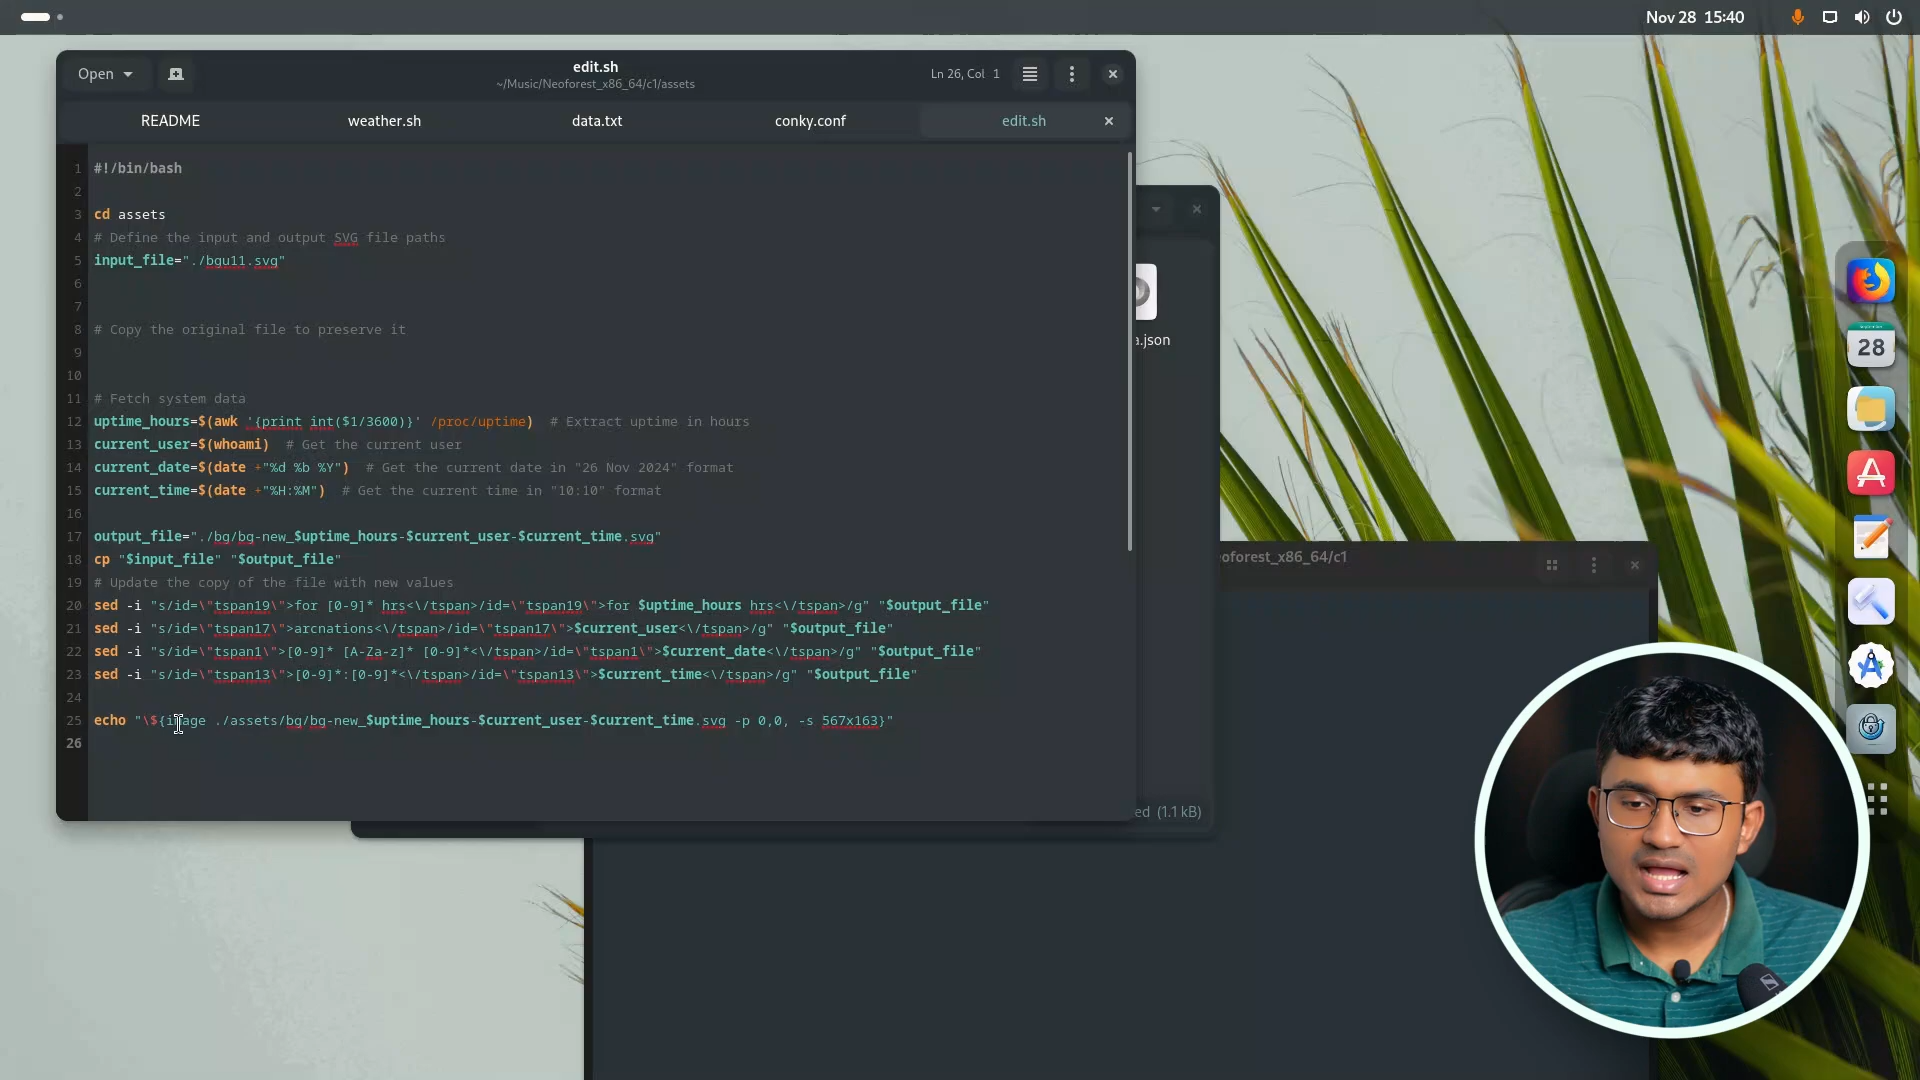 Nov 28 15:40
Open
edit.sh
~/Music/Neoforest_x86_64/c1/assets
Ln 26, Col 1
README
weather.sh
data.txt
conky.conf
edit.sh
1 #!/bin/bash
2
3 cd assets
4 # Define the input and output SVG file paths
5 input_file="./bgu11.svg"
6
7
8 # Copy the original file to preserve it
9
10
11 # Fetch system data
12 uptime_hours=$(awk '{print int($1/3600)}' /proc/uptime)  # Extract uptime in hours
13 current_user=$(whoami)  # Get the current user
14 current_date=$(date +"%d %b %Y")  # Get the current date in "26 Nov 2024" format
15 current_time=$(date +"%H:%M")  # Get the current time in "10:10" format
16
17 output_file="./bg/bg-new_$uptime_hours-$current_user-$current_time.svg"
18 cp "$input_file" "$output_file"
19 # Update the copy of the file with new values
20 sed -i "s/id=\"tspan19\">for [0-9]* hrs<\/tspan>/id=\"tspan19\">for $uptime_hours hrs<\/tspan>/g" "$output_file"
21 sed -i "s/id=\"tspan17\">arcnations<\/tspan>/id=\"tspan17\">$current_user<\/tspan>/g" "$output_file"
22 sed -i "s/id=\"tspan1\">[0-9]* [A-Za-z]* [0-9]*<\/tspan>/id=\"tspan1\">$current_date<\/tspan>/g" "$output_file"
23 sed -i "s/id=\"tspan13\">[0-9]*:[0-9]*<\/tspan>/id=\"tspan13\">$current_time<\/tspan>/g" "$output_file"
24
25 echo "\${image ./assets/bg/bg-new_$uptime_hours-$current_user-$current_time.svg -p 0,0, -s 567x163}"
26
a.json
eoforest_x86_64/c1
ed (1.1 kB)
28